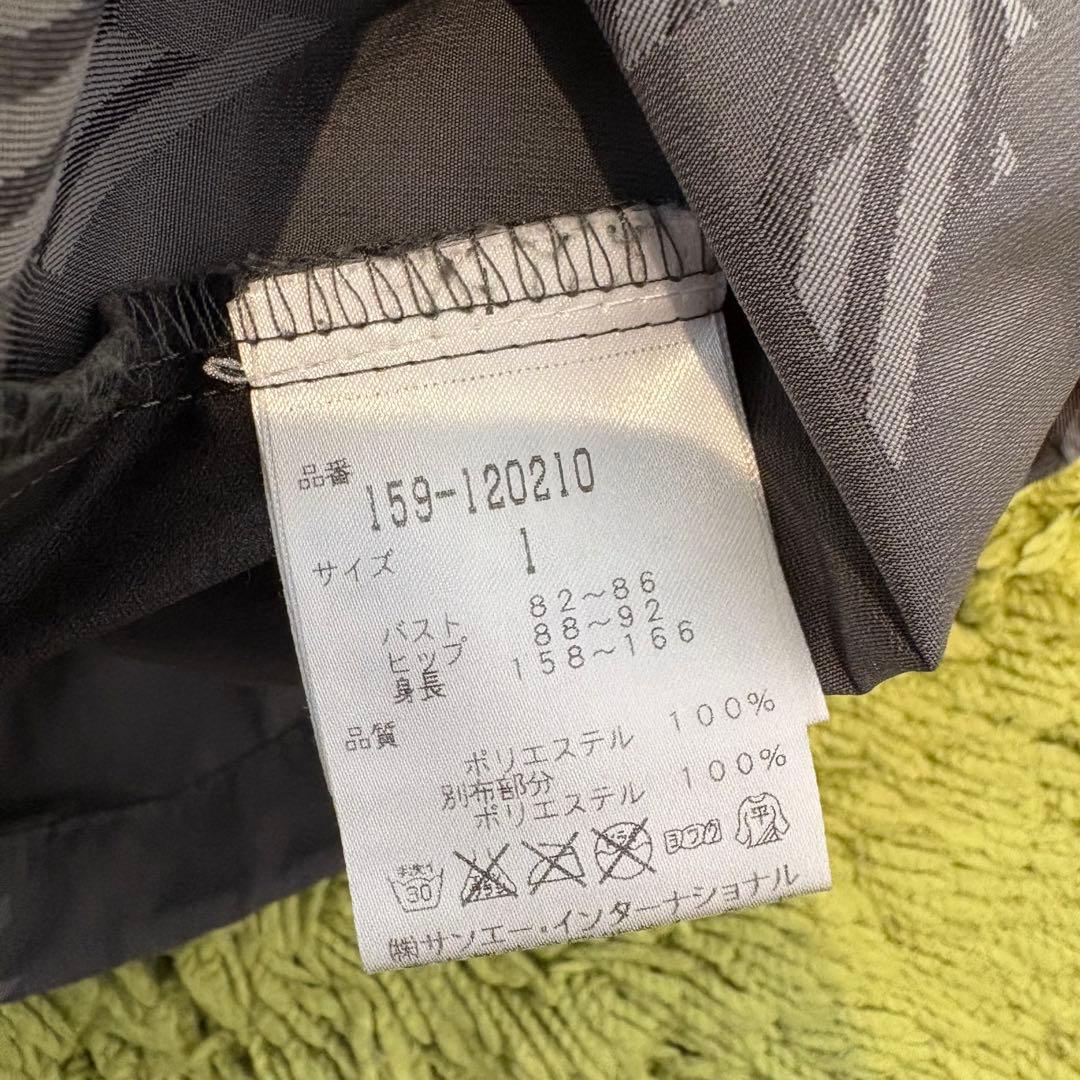 品番 159-120210
サイズ 1
バスト 82～86
ヒップ 88～92
身長 158～166
品質
ポリエステル 100%
別布部分
ポリエステル 100%
30 ヨワク 平
㈱サンエー・インターナショナル